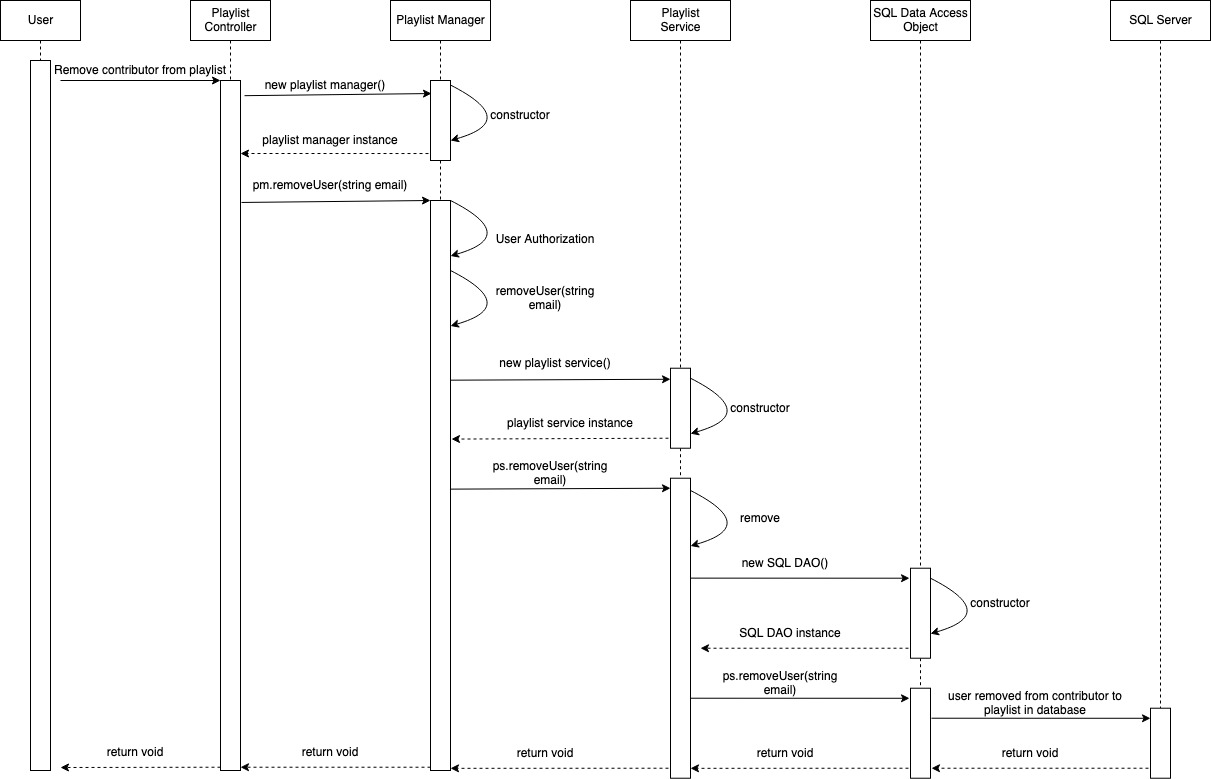 User
Playlist
Controller
Playlist Manager
Playlist
Service
SQL Data Access
Object
SQL Server
Remove contributor from playlist
new playlist manager()
constructor
playlist manager instance
pm.removeUser(string email)
User Authorization
removeUser(string
email)
new playlist service()
constructor
playlist service instance
ps.removeUser(string
email)
remove
new SQL DAO()
constructor
SQL DAO instance
ps.removeUser(string
email)
user removed from contributor to
playlist in database
return void
return void
return void
return void
return void